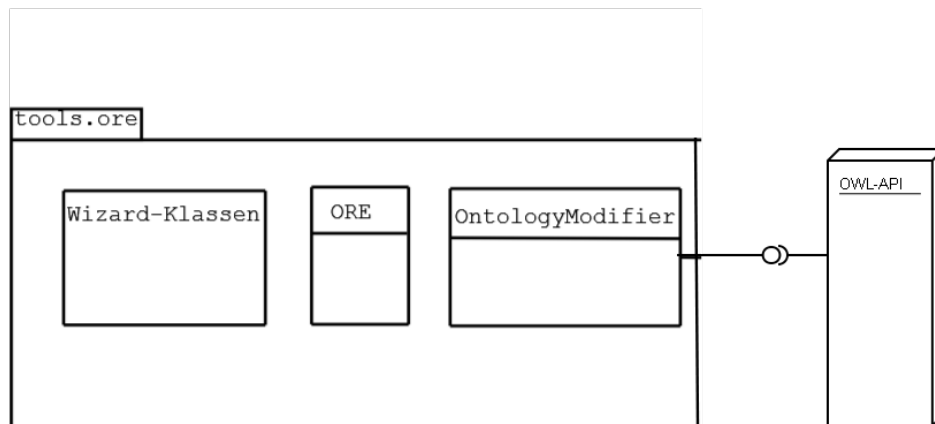 tools.ore
Wizard-Klassen
ORE
OntologyModifier
OWL-API